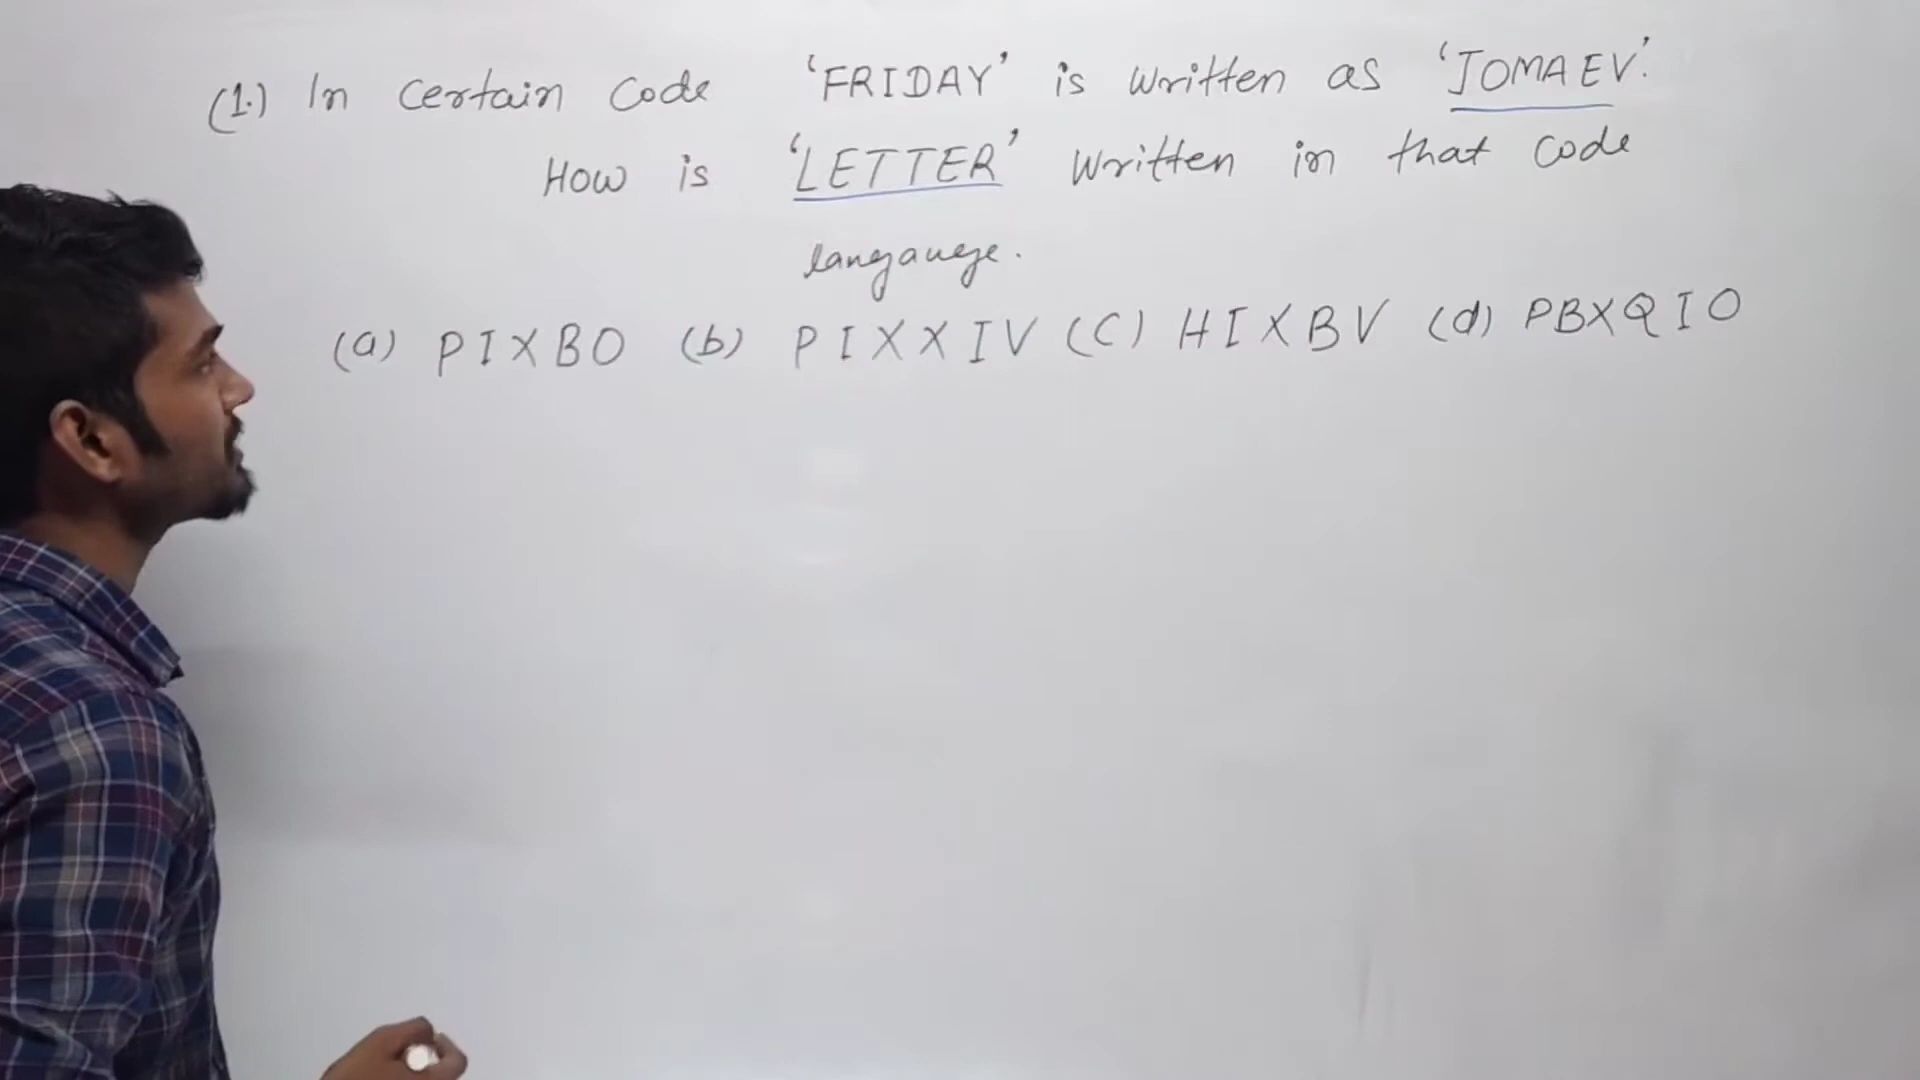 (1.) In certain code 'FRIDAY' is written as 'JOMAEV'.
How is 'LETTER' written in that code
langauege.
(a) PIXBO (b) PIXXIV (C) HIXBV (d) PBXQIO